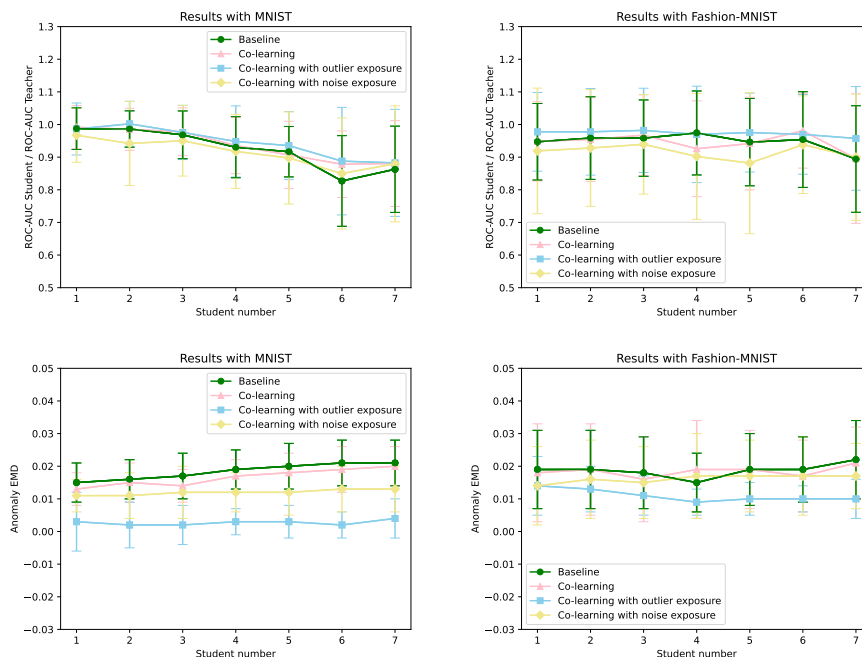 Results with MNIST
1.3
1.2
1.1
1.0
0.9
0.8
0.7
0.6
0.5
ROC-AUC Student / ROC-AUC Teacher
Baseline
Co-learning
Co-learning with outlier exposure
Co-learning with noise exposure
1 2 3 4 5 6 7
Student number
Results with Fashion-MNIST
1.3
1.2
1.1
1.0
0.9
0.8
0.7
0.6
0.5
ROC-AUC Student / ROC-AUC Teacher
Baseline
Co-learning
Co-learning with outlier exposure
Co-learning with noise exposure
1 2 3 4 5 6 7
Student number
Results with MNIST
0.05
0.04
0.03
0.02
0.01
0.00
−0.01
−0.02
−0.03
Anomaly EMD
Baseline
Co-learning
Co-learning with outlier exposure
Co-learning with noise exposure
1 2 3 4 5 6 7
Student number
Results with Fashion-MNIST
0.05
0.04
0.03
0.02
0.01
0.00
−0.01
−0.02
−0.03
Anomaly EMD
Baseline
Co-learning
Co-learning with outlier exposure
Co-learning with noise exposure
1 2 3 4 5 6 7
Student number